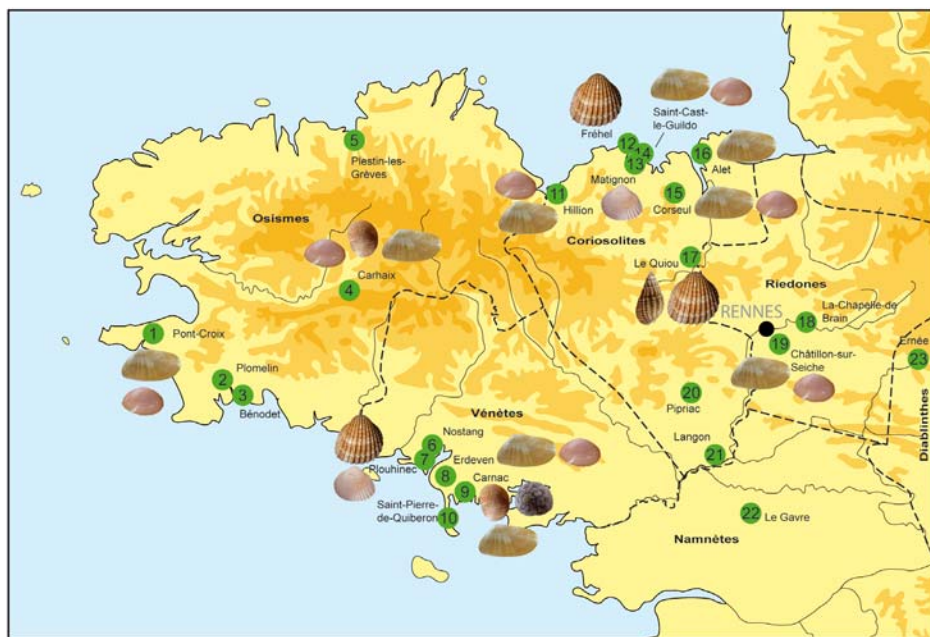 Saint-Cast-
le-Guildo
Fréhel
12
14
16
13
Alet
5
Plestin-les-
Grèves
Matignon
11
Hillion
15
Corseul
Osismes
Coriosolites
Carhaix
4
Le Quiou
17
Riedones
La-Chapelle-de
Brain
RENNES
18
1
Pont-Croix
19
Châtillon-sur-
Seiche
Ernée
23
2
Plomelin
3
Bénodet
20
Pipriac
Diablinthes
Vénètes
6
Nostang
7
Plouhinec
Erdeven
8
Langon
21
9
Carnac
Saint-Pierre-
de-Quiberon
10
22
Le Gavre
Namnètes